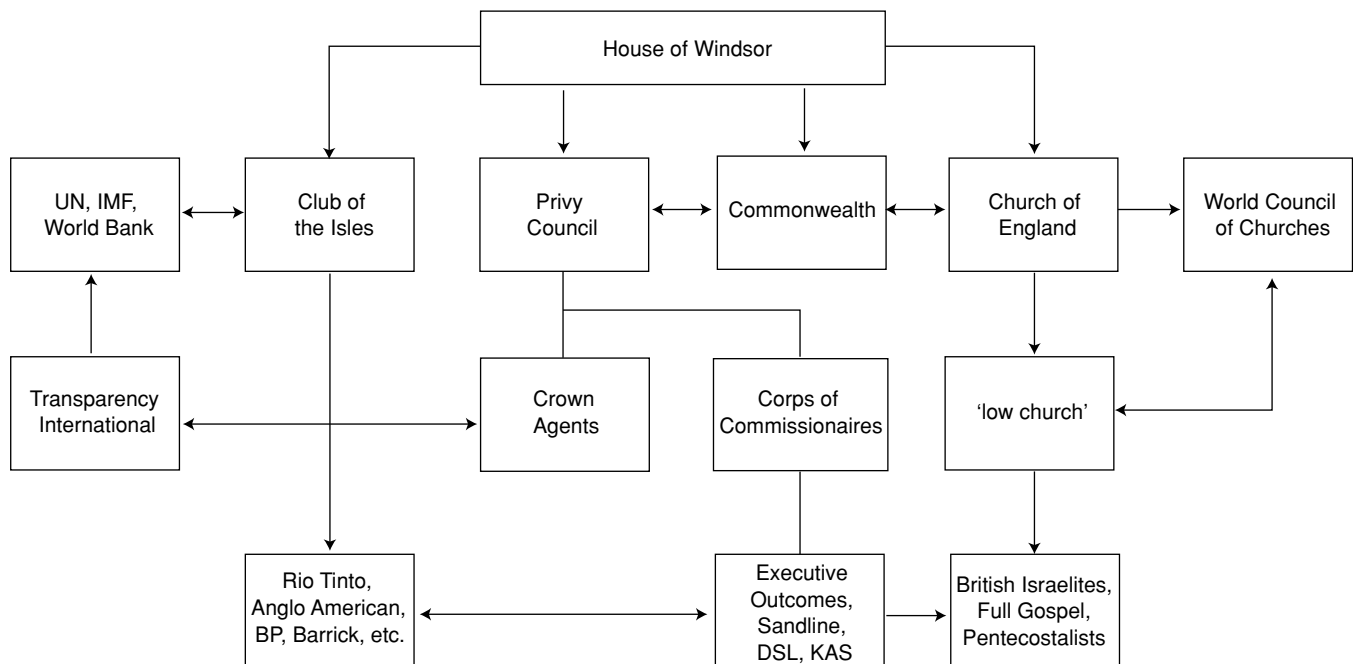 House of Windsor
UN, IMF,
World Bank
Club of
the Isles
Privy
Council
Commonwealth
Church of
England
World Council
of Churches
Transparency
International
Crown
Agents
Corps of
Commissionaires
‘low church’
Rio Tinto,
Anglo American,
BP, Barrick, etc.
Executive
Outcomes,
Sandline,
DSL, KAS
British Israelites,
Full Gospel,
Pentecostalists